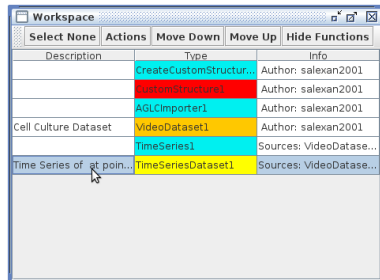 Workspace
Select None Actions Move Down Move Up Hide Functions
Description Type Info
CreateCustomStructur... Author: salexan2001
CustomStructure1 Author: salexan2001
AGLCImporter1 Author: salexan2001
Cell Culture Dataset VideoDataset1 Author: salexan2001
TimeSeries1 Sources: VideoDatase...
Time Series of at poin... TimeSeriesDataset1 Sources: VideoDatase...